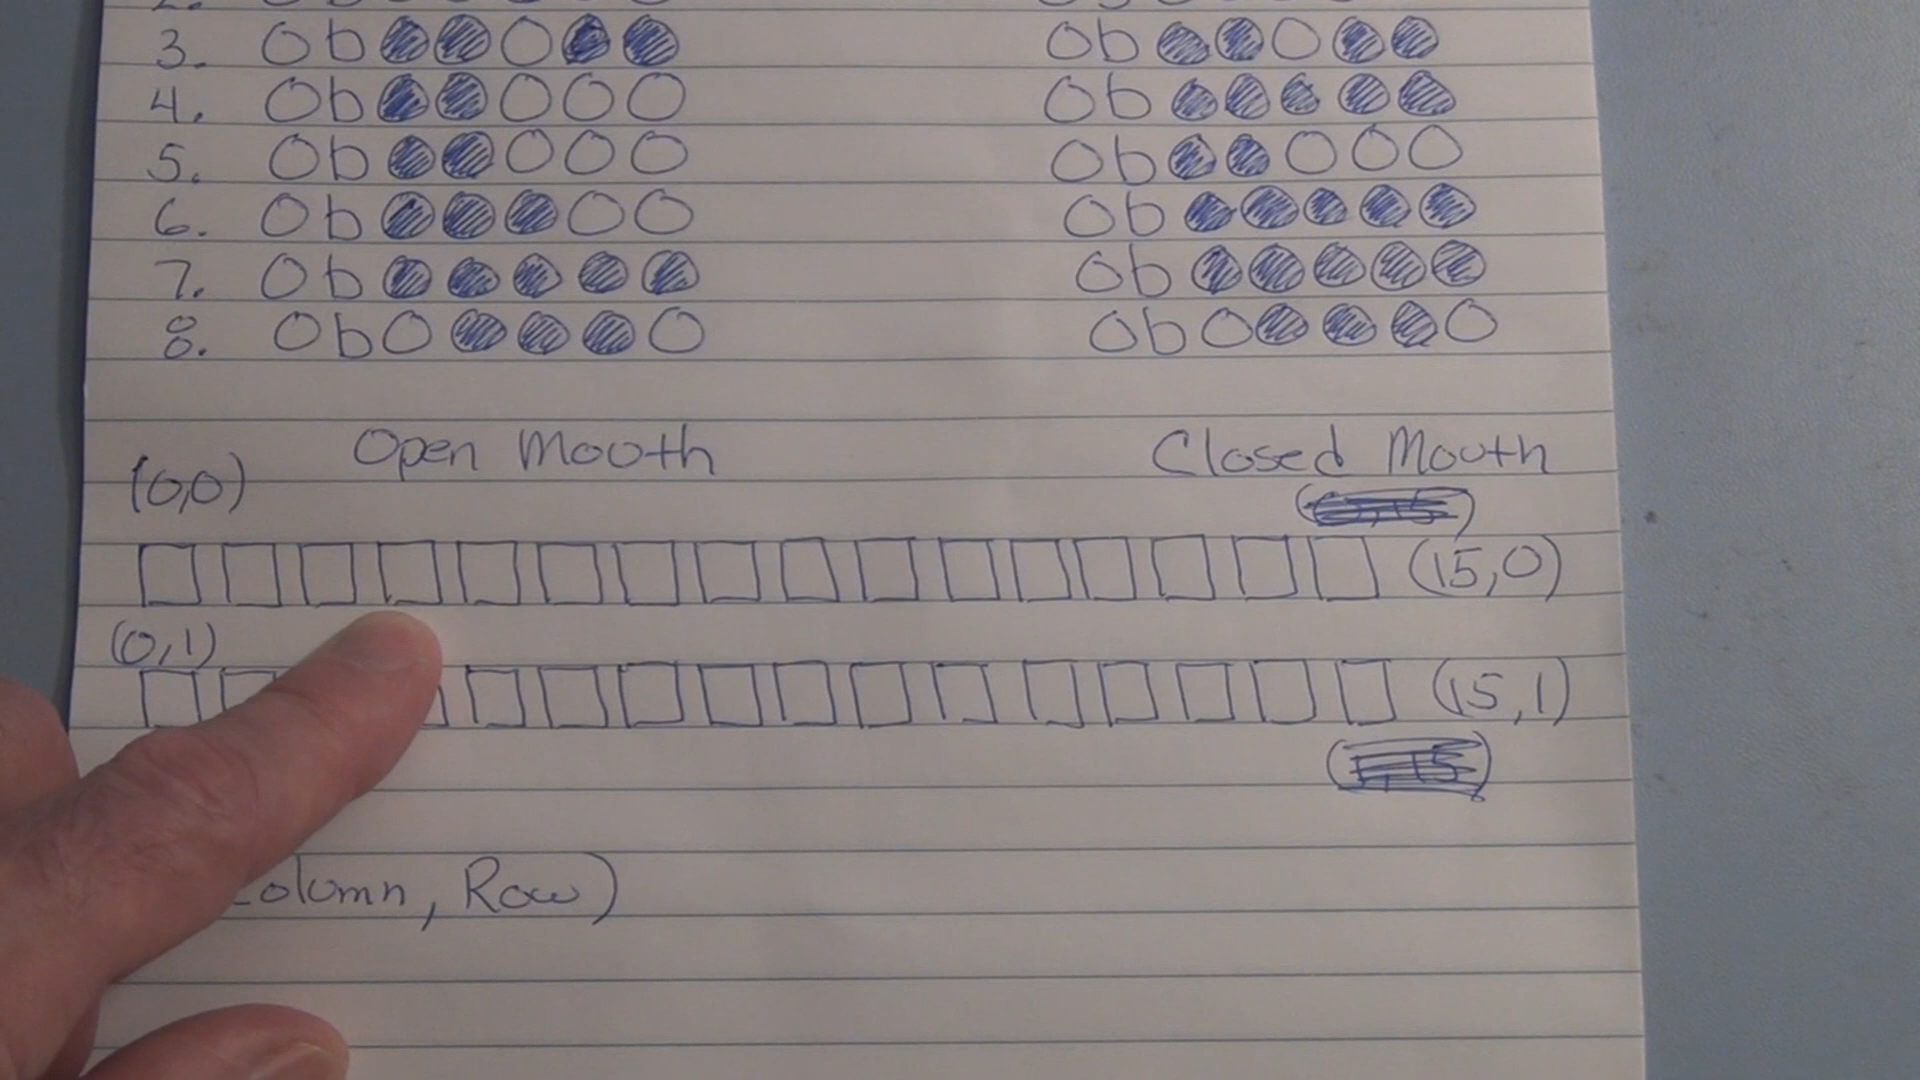 3. 0b●●○●● 0b●●○●●
4. 0b●●○○○ 0b●●●●●
5. 0b●●○○○ 0b●●○○○
6. 0b●●●○○ 0b●●●●●
7. 0b●●●●● 0b●●●●●
8. 0b○●●●○ 0b○●●●○
Open Mouth Closed Mouth
(0,0)
(15,0)
(0,1)
(15,1)
olumn, Row)